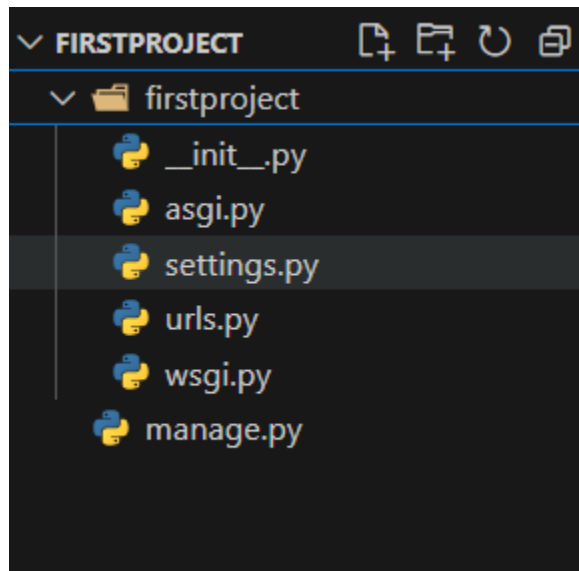 FIRSTPROJECT
firstproject
__init__.py
asgi.py
settings.py
urls.py
wsgi.py
manage.py